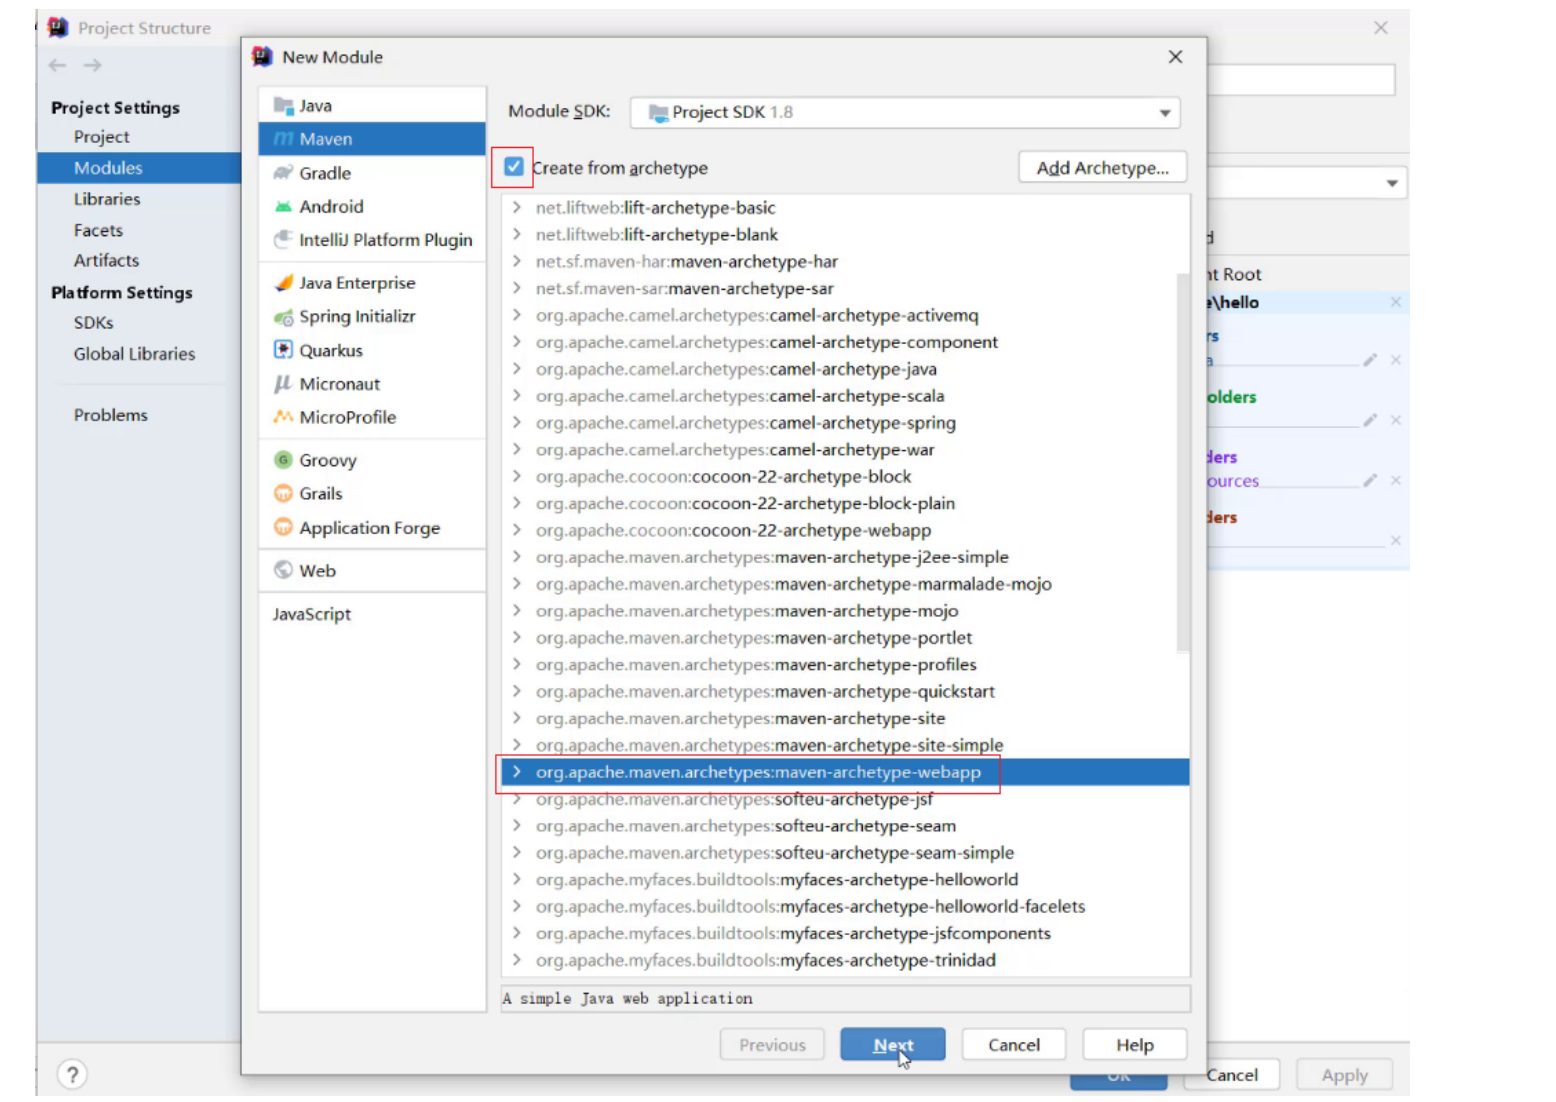 Project Structure
Project Settings
Project
Modules
Libraries
Facets
Artifacts
Platform Settings
SDKs
Global Libraries
Problems
New Module
Java
Maven
Gradle
Android
IntelliJ Platform Plugin
Java Enterprise
Spring Initializr
Quarkus
Micronaut
MicroProfile
Groovy
Grails
Application Forge
Web
JavaScript
Module SDK: Project SDK 1.8
Create from archetype Add Archetype...
net.liftweb:lift-archetype-basic
net.liftweb:lift-archetype-blank
net.sf.maven-har:maven-archetype-har
net.sf.maven-sar:maven-archetype-sar
org.apache.camel.archetypes:camel-archetype-activemq
org.apache.camel.archetypes:camel-archetype-component
org.apache.camel.archetypes:camel-archetype-java
org.apache.camel.archetypes:camel-archetype-scala
org.apache.camel.archetypes:camel-archetype-spring
org.apache.camel.archetypes:camel-archetype-war
org.apache.cocoon:cocoon-22-archetype-block
org.apache.cocoon:cocoon-22-archetype-block-plain
org.apache.cocoon:cocoon-22-archetype-webapp
org.apache.maven.archetypes:maven-archetype-j2ee-simple
org.apache.maven.archetypes:maven-archetype-marmalade-mojo
org.apache.maven.archetypes:maven-archetype-mojo
org.apache.maven.archetypes:maven-archetype-portlet
org.apache.maven.archetypes:maven-archetype-profiles
org.apache.maven.archetypes:maven-archetype-quickstart
org.apache.maven.archetypes:maven-archetype-site
org.apache.maven.archetypes:maven-archetype-site-simple
org.apache.maven.archetypes:maven-archetype-webapp
org.apache.maven.archetypes:softeu-archetype-jsf
org.apache.maven.archetypes:softeu-archetype-seam
org.apache.maven.archetypes:softeu-archetype-seam-simple
org.apache.myfaces.buildtools:myfaces-archetype-helloworld
org.apache.myfaces.buildtools:myfaces-archetype-helloworld-facelets
org.apache.myfaces.buildtools:myfaces-archetype-jsfcomponents
org.apache.myfaces.buildtools:myfaces-archetype-trinidad
A simple Java web application
Previous Next Cancel Help
nt Root
e\hello
rs
a
olders
ders
ources
ders
? OK Cancel Apply